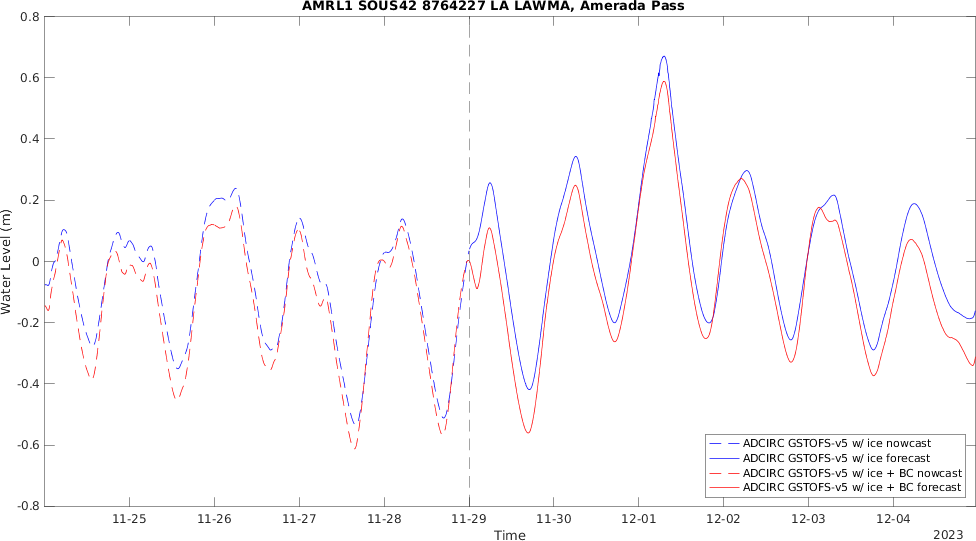 AMRL1 SOUS42 8764227 LA LAWMA, Amerada Pass
0.8
0.6
0.4
0.2
0
-0.2
-0.4
-0.6
-0.8
Water Level (m)
11-25 11-26 11-27 11-28 11-29 11-30 12-01 12-02 12-03 12-04
Time
2023
ADCIRC GSTOFS-v5 w/ ice nowcast
ADCIRC GSTOFS-v5 w/ ice forecast
ADCIRC GSTOFS-v5 w/ ice + BC nowcast
ADCIRC GSTOFS-v5 w/ ice + BC forecast